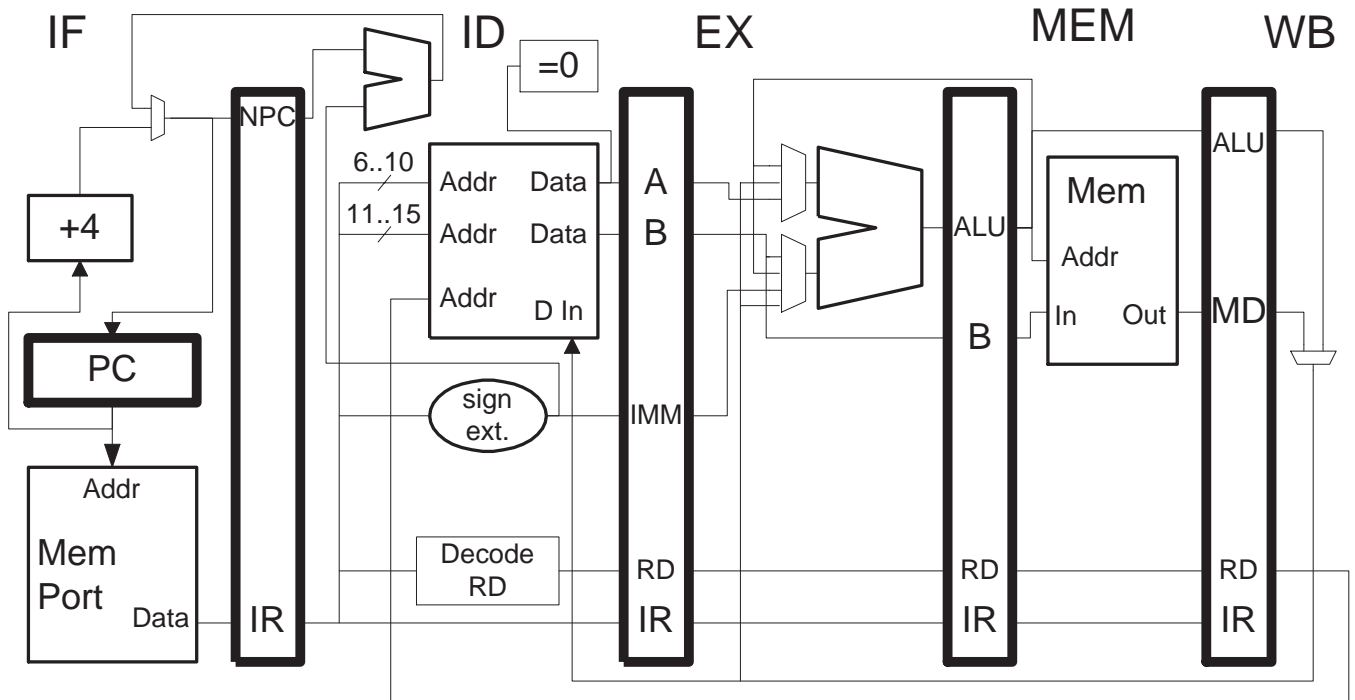 IF
ID
EX
MEM
WB
=0
NPC
+4
PC
Addr
Mem
Port
Data
IR
6..10
11..15
Addr
Data
Addr
Data
Addr
D In
sign
ext.
Decode
RD
A
B
IMM
RD
IR
ALU
B
RD
IR
Mem
Addr
In
Out
ALU
MD
RD
IR